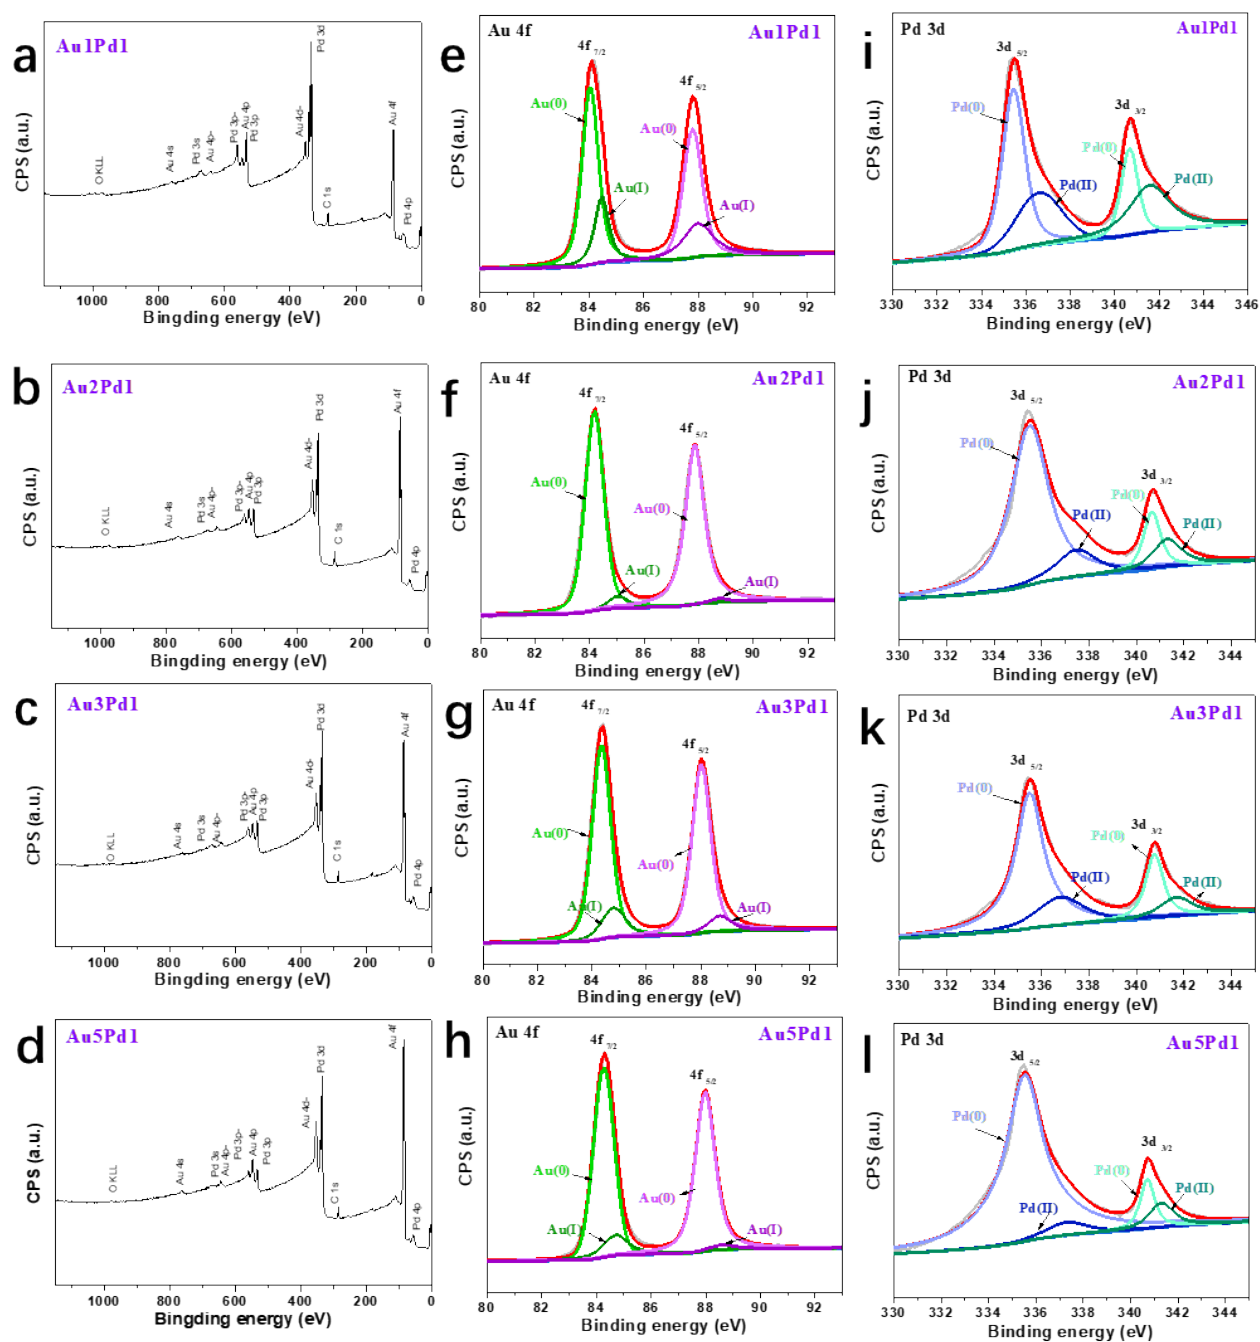 a
Au1Pd1
CPS (a.u.)
O KLL
Au 4s
Pd 3s
Au 4p-
Pd 3p-
Au 4p
Pd 3p
Au 4d-
Pd 3d
C 1s
Au 4f
Pd 4p
1000 800 600 400 200 0
Bingding energy (eV)
e
Au 4f
Au1Pd1
CPS (a.u.)
4f 7/2
4f 5/2
Au(0)
Au(0)
Au(I)
Au(I)
80 82 84 86 88 90 92
Binding energy (eV)
i
Pd 3d
Au1Pd1
CPS (a.u.)
3d 5/2
3d 3/2
Pd(0)
Pd(0)
Pd(II)
Pd(II)
330 332 334 336 338 340 342 344 346
Binding energy (eV)
b
Au2Pd1
CPS (a.u.)
O KLL
Au 4s
Pd 3s
Au 4p-
Pd 3p-
Au 4p
Pd 3p
Au 4d-
Pd 3d
C 1s
Au 4f
Pd 4p
1000 800 600 400 200 0
Bingding energy (eV)
f
Au 4f
Au2Pd1
CPS (a.u.)
4f 7/2
4f 5/2
Au(0)
Au(0)
Au(I)
Au(I)
80 82 84 86 88 90 92
Binding energy (eV)
j
Pd 3d
Au2Pd1
CPS (a.u.)
3d 5/2
3d 3/2
Pd(0)
Pd(0)
Pd(II)
Pd(II)
330 332 334 336 338 340 342 344
Binding energy (eV)
c
Au3Pd1
CPS (a.u.)
O KLL
Au 4s
Pd 3s
Au 4p-
Pd 3p-
Au 4p
Pd 3p
Au 4d-
Pd 3d
C 1s
Au 4f
Pd 4p
1000 800 600 400 200 0
Bingding energy (eV)
g
Au 4f
Au3Pd1
CPS (a.u.)
4f 7/2
4f 5/2
Au(0)
Au(0)
Au(I)
Au(I)
80 82 84 86 88 90 92
Binding energy (eV)
k
Pd 3d
Au3Pd1
CPS (a.u.)
3d 5/2
3d 3/2
Pd(0)
Pd(0)
Pd(II)
Pd(II)
330 332 334 336 338 340 342 344
Binding energy (eV)
d
Au5Pd1
CPS (a.u.)
O KLL
Au 4s
Pd 3s
Au 4p-
Pd 3p-
Au 4p
Pd 3p
Au 4d-
Pd 3d
C 1s
Au 4f
Pd 4p
1000 800 600 400 200 0
Bingding energy (eV)
h
Au 4f
Au5Pd1
CPS (a.u.)
4f 7/2
4f 5/2
Au(0)
Au(0)
Au(I)
Au(I)
80 82 84 86 88 90 92
Binding energy (eV)
l
Pd 3d
Au5Pd1
CPS (a.u.)
3d 5/2
3d 3/2
Pd(0)
Pd(0)
Pd(II)
Pd(II)
330 332 334 336 338 340 342 344
Binding energy (eV)